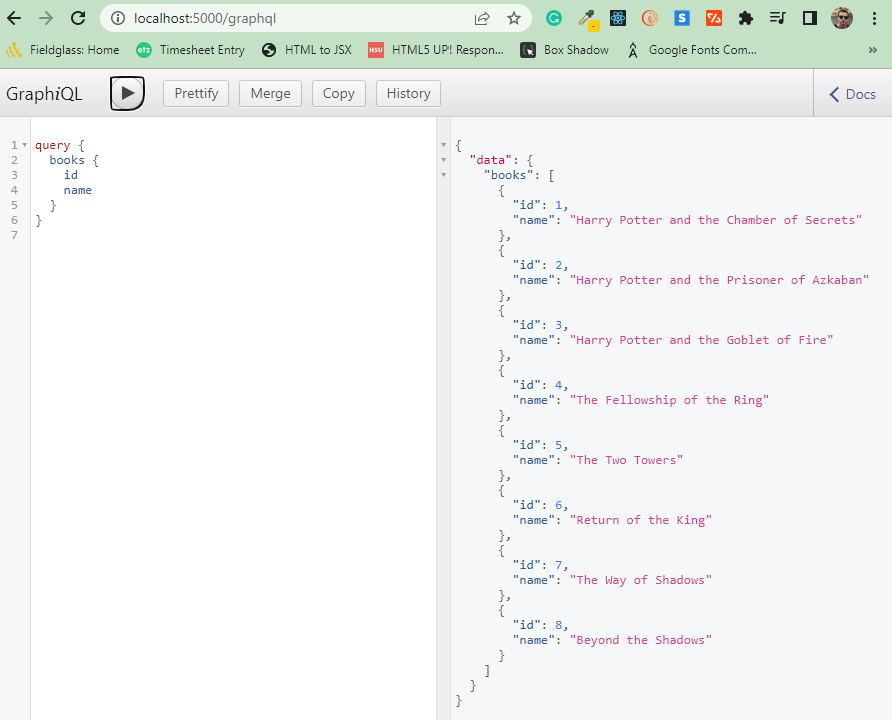 localhost:5000/graphql
Fieldglass: Home
etz Timesheet Entry
HTML to JSX
H5U HTML5 UP! Respon...
Box Shadow
Google Fonts Com...
»
GraphiQL
Prettify
Merge
Copy
History
Docs
1 query {
2 books {
3 id
4 name
5 }
6 }
7
{
"data": {
"books": [
{
"id": 1,
"name": "Harry Potter and the Chamber of Secrets"
},
{
"id": 2,
"name": "Harry Potter and the Prisoner of Azkaban"
},
{
"id": 3,
"name": "Harry Potter and the Goblet of Fire"
},
{
"id": 4,
"name": "The Fellowship of the Ring"
},
{
"id": 5,
"name": "The Two Towers"
},
{
"id": 6,
"name": "Return of the King"
},
{
"id": 7,
"name": "The Way of Shadows"
},
{
"id": 8,
"name": "Beyond the Shadows"
}
]
}
}